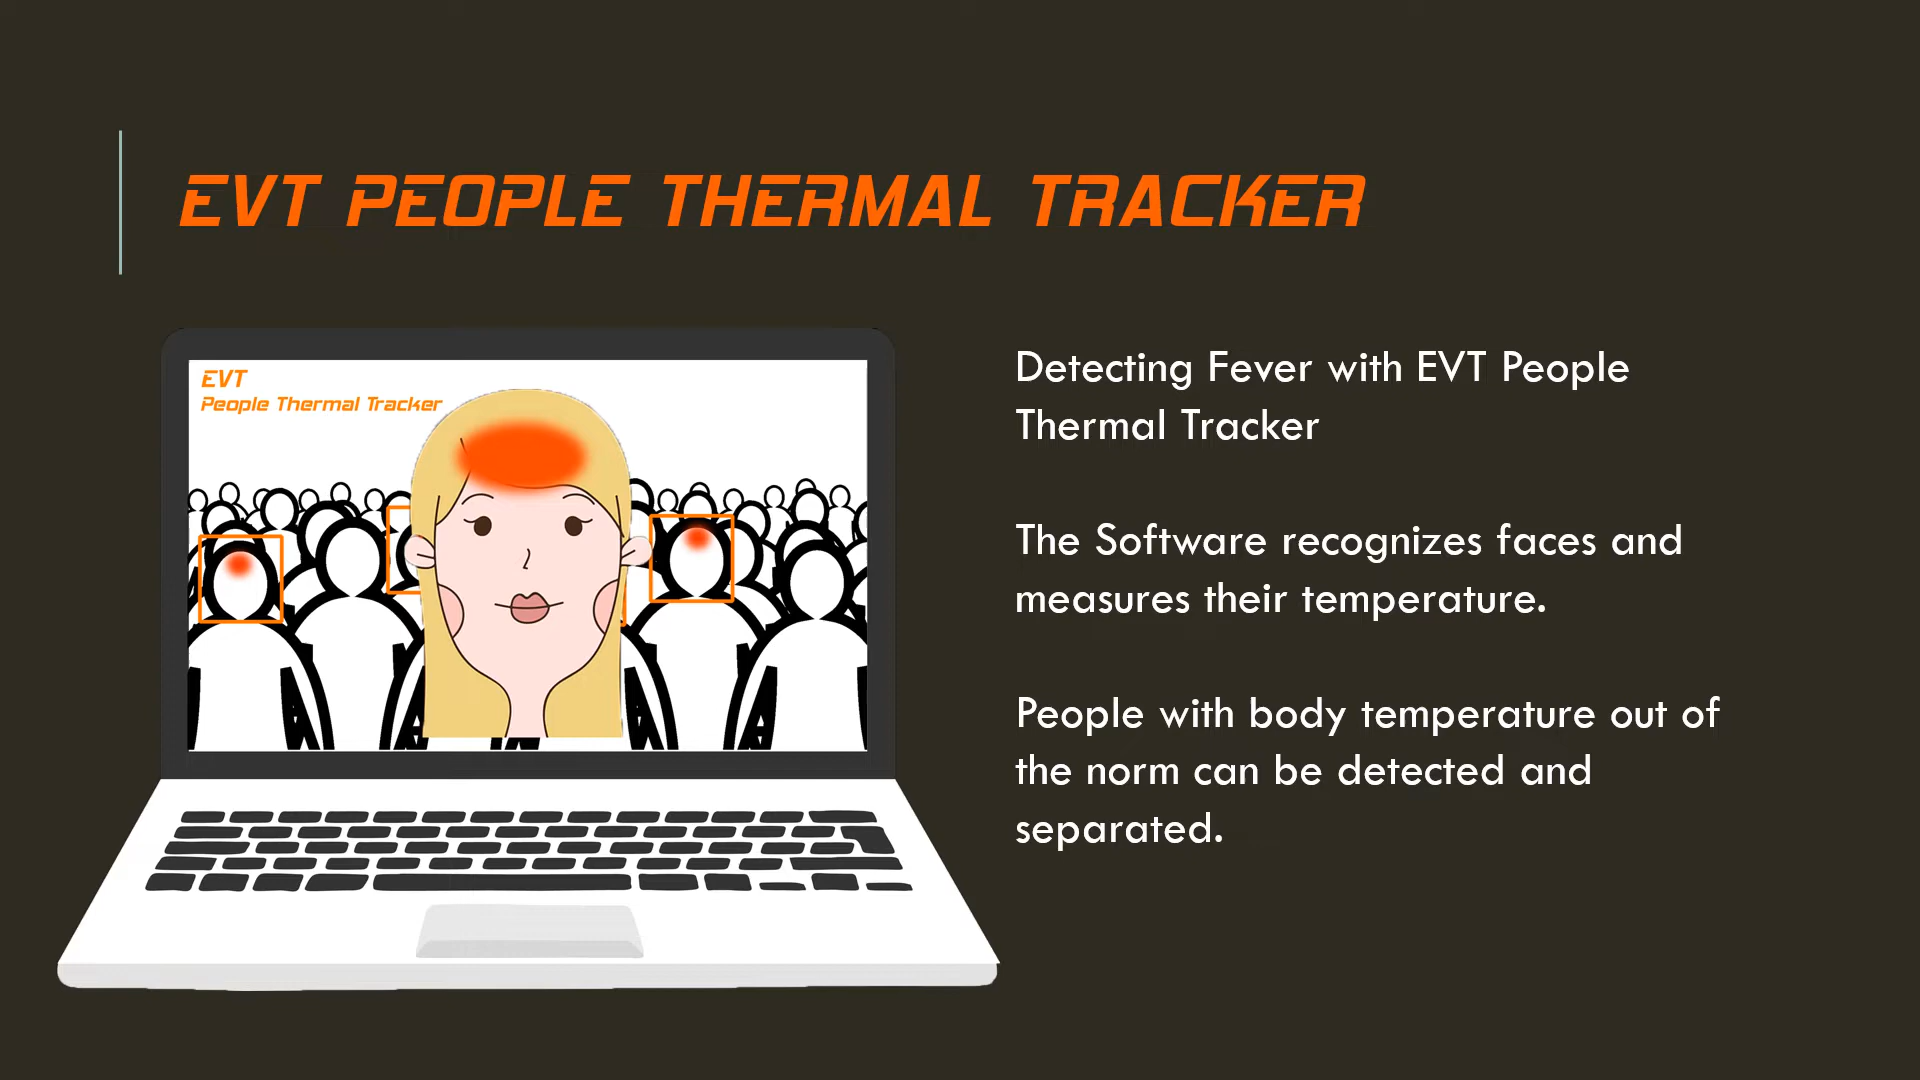 EVT PEOPLE THERMAL TRACKER
EVT
People Thermal Tracker
Detecting Fever with EVT People
Thermal Tracker
The Software recognizes faces and
measures their temperature.
People with body temperature out of
the norm can be detected and
separated.